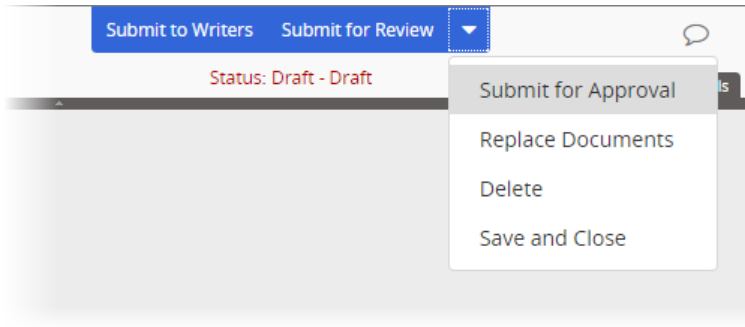 Submit to Writers Submit for Review
Status: Draft - Draft
Submit for Approval
Replace Documents
Delete
Save and Close